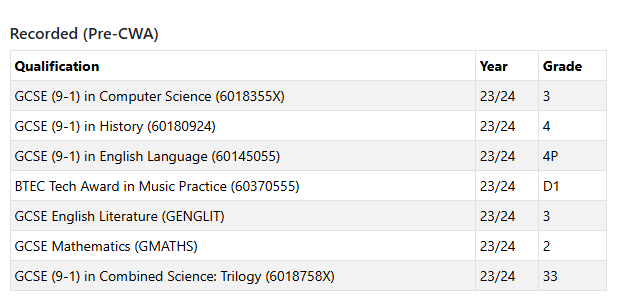 Recorded (Pre-CWA)
Qualification Year Grade
GCSE (9-1) in Computer Science (6018355X) 23/24 3
GCSE (9-1) in History (60180924) 23/24 4
GCSE (9-1) in English Language (60145055) 23/24 4P
BTEC Tech Award in Music Practice (60370555) 23/24 D1
GCSE English Literature (GENGLIT) 23/24 3
GCSE Mathematics (GMATHS) 23/24 2
GCSE (9-1) in Combined Science: Trilogy (6018758X) 23/24 33